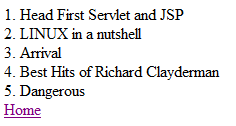 1. Head First Servlet and JSP
2. LINUX in a nutshell
3. Arrival
4. Best Hits of Richard Clayderman
5. Dangerous
Home